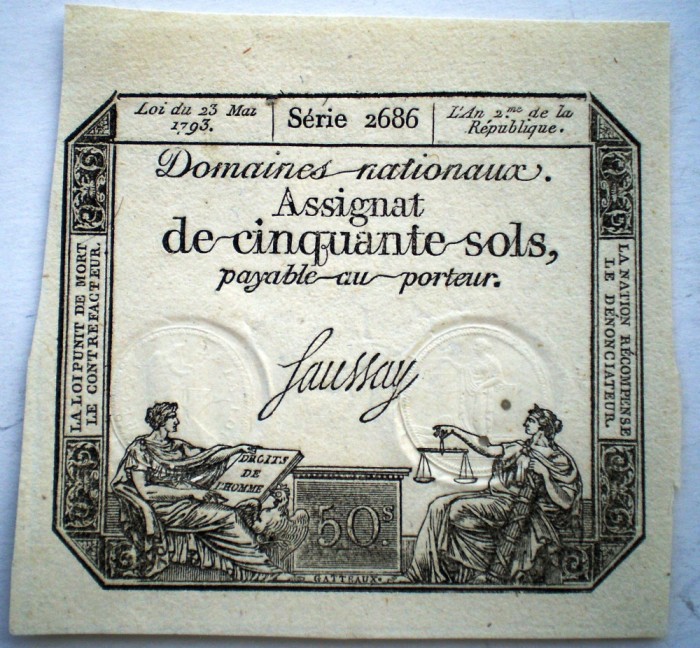 Loi du 23 Mai
1793.
Série 2686
L'An 2.me de la
République.
Domaines nationaux.
Assignat
de cinquante sols,
payable au porteur.
LA LOI PUNIT DE MORT
LE CONTREFACTEUR.
LA NATION RÉCOMPENSE
LE DÉNONCIATEUR.
Saussay
DROITS
DE
L'HOMME
50.s
GATTEAUX.